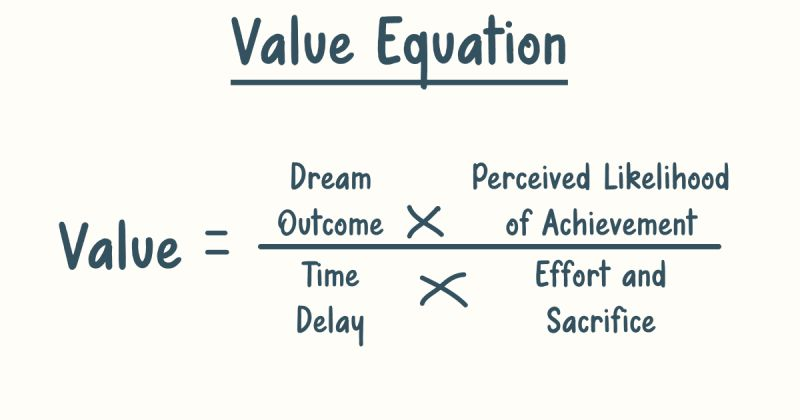 Value Equation
Dream Outcome × Perceived Likelihood of Achievement
Value =
Time Delay × Effort and Sacrifice